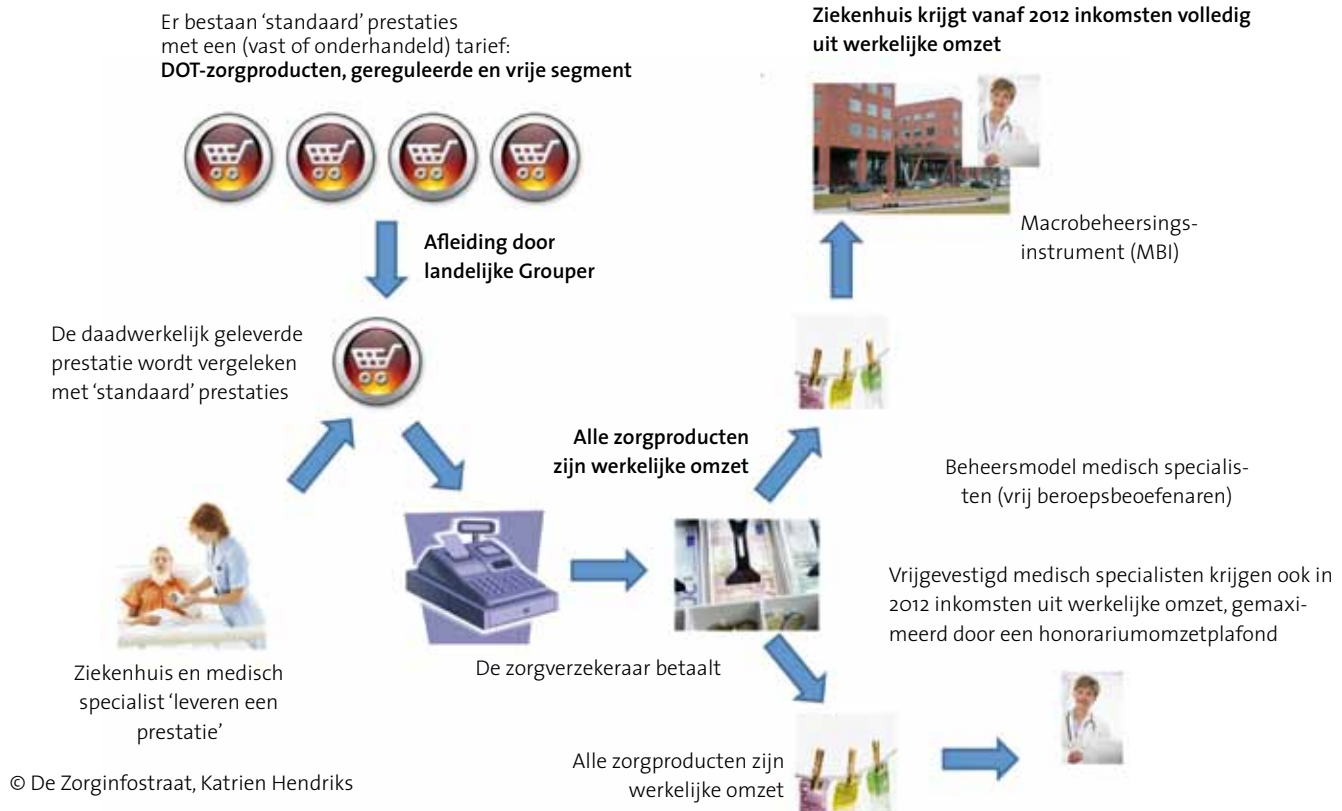 Er bestaan ‘standaard’ prestaties
met een (vast of onderhandeld) tarief:
DOT-zorgproducten, gereguleerde en vrije segment
Ziekenhuis krijgt vanaf 2012 inkomsten volledig
uit werkelijke omzet
Afleiding door
landelijke Grouper
Macrobeheersings-
instrument (MBI)
De daadwerkelijk geleverde
prestatie wordt vergeleken
met ‘standaard’ prestaties
Alle zorgproducten
zijn werkelijke omzet
Beheersmodel medisch specialis-
ten (vrij beroepsbeoefenaren)
Vrijgevestigd medisch specialisten krijgen ook in
2012 inkomsten uit werkelijke omzet, gemaxi-
meerd door een honorariumomzetplafond
De zorgverzekeraar betaalt
Ziekenhuis en medisch
specialist ‘leveren een
prestatie’
Alle zorgproducten zijn
werkelijke omzet
© De Zorginfostraat, Katrien Hendriks